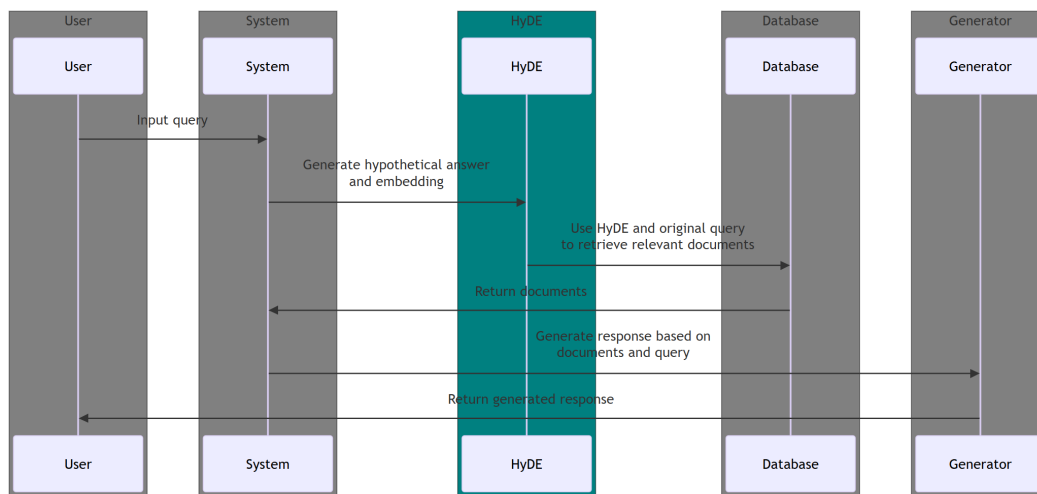 User
System
HyDE
Database
Generator
User
System
HyDE
Database
Generator
Input query
Generate hypothetical answer
and embedding
Use HyDE and original query
to retrieve relevant documents
Return documents
Generate response based on
documents and query
Return generated response
User
System
HyDE
Database
Generator